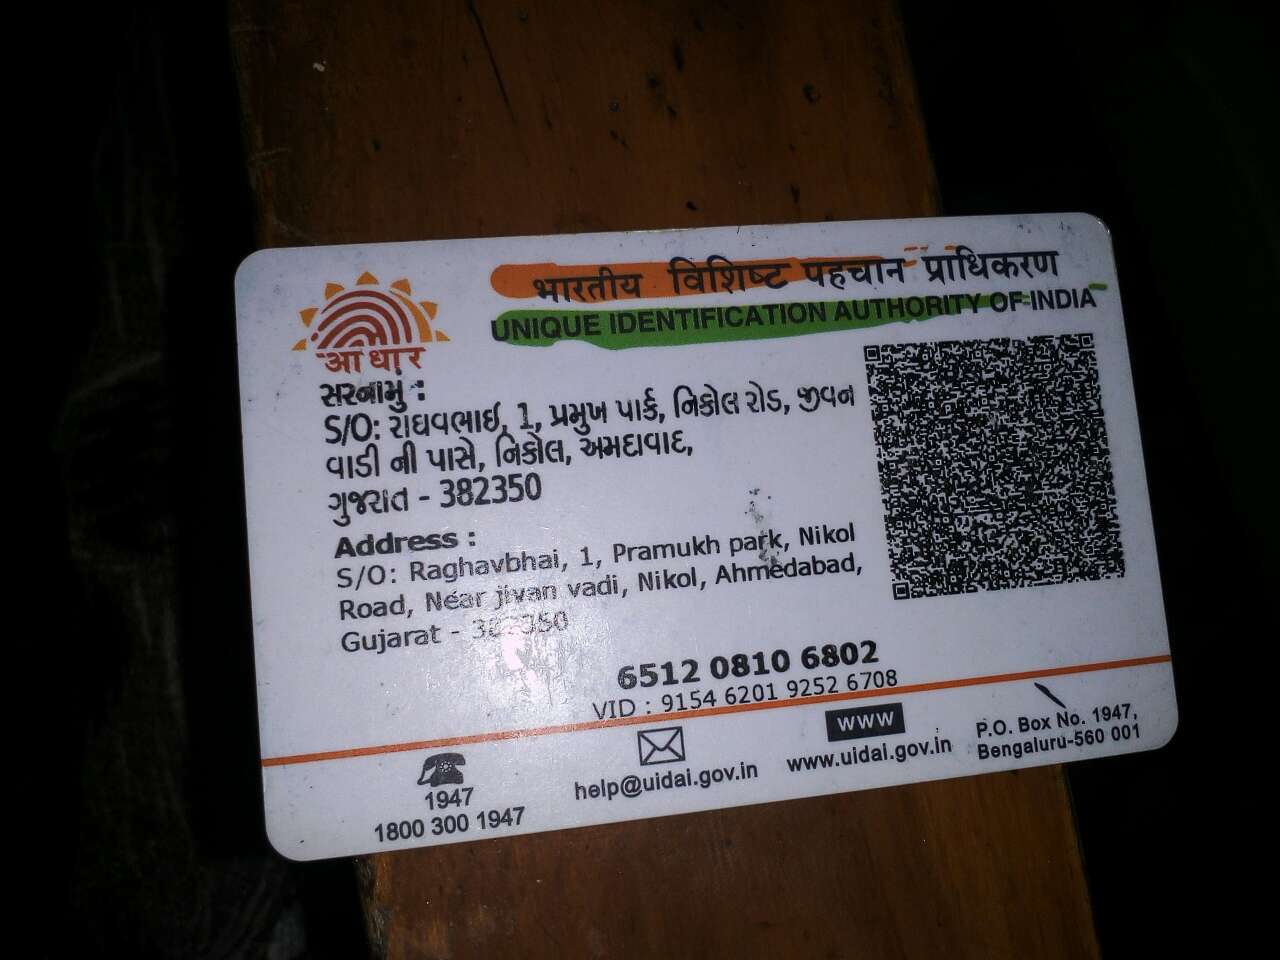 भारतीय विशिष्ट पहचान प्राधिकरण
UNIQUE IDENTIFICATION AUTHORITY OF INDIA
आधार
સરનામું :
S/O: રાઘવભાઈ, 1, પ્રમુખ પાર્ક, નિકોલ રોડ, જીવન
વાડી ની પાસે, નિકોલ, અમદાવાદ,
ગુજરાત - 382350
Address :
S/O: Raghavbhai, 1, Pramukh park, Nikol
Road, Near jivan vadi, Nikol, Ahmedabad,
Gujarat - 382350
6512 0810 6802
VID : 9154 6201 9252 6708
1947
1800 300 1947
help@uidai.gov.in
www
www.uidai.gov.in
P.O. Box No. 1947,
Bengaluru-560 001